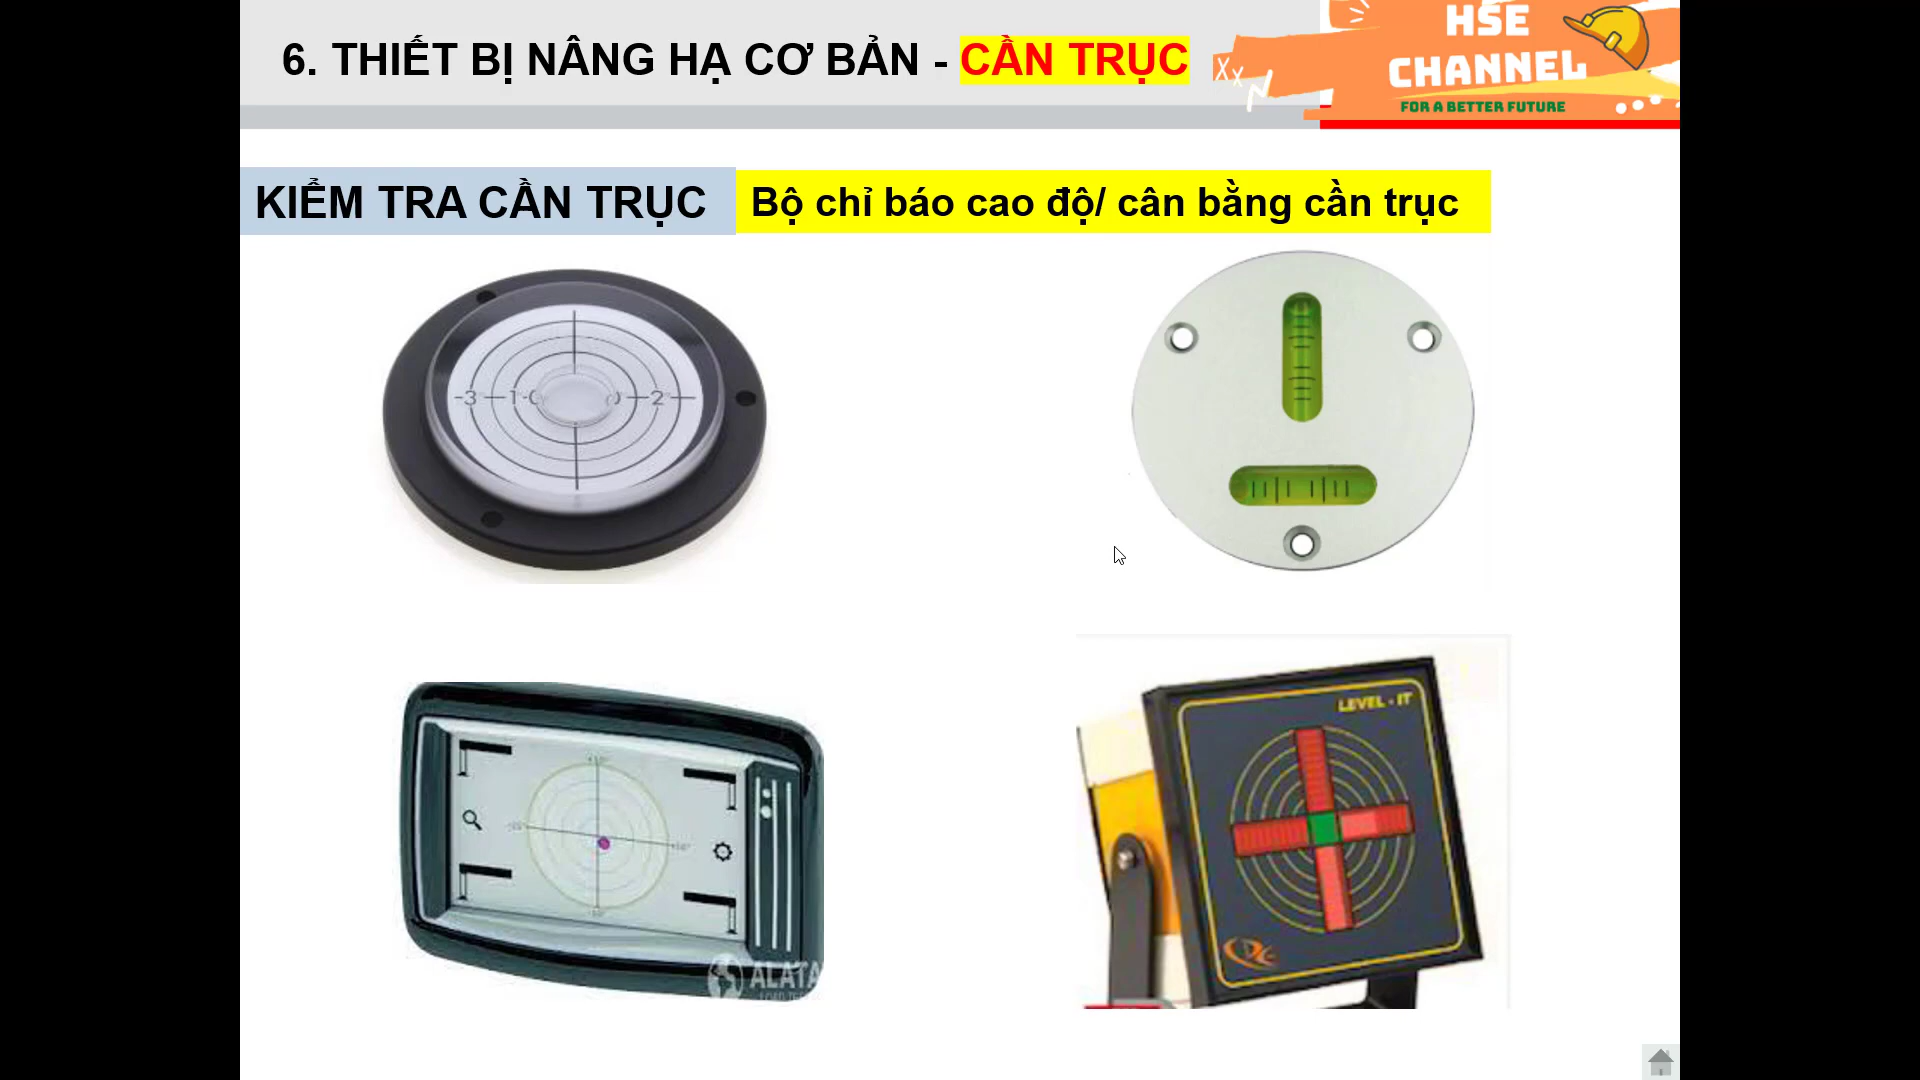 6. THIẾT BỊ NÂNG HẠ CƠ BẢN - CẦN TRỤC
HSE
CHANNEL
FOR A BETTER FUTURE
KIỂM TRA CẦN TRỤC
Bộ chỉ báo cao độ/ cân bằng cần trục
3 1 2
LEVEL - IT